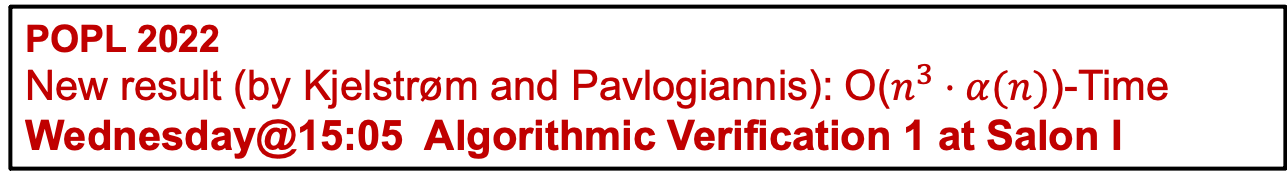 POPL 2022
New result (by Kjelstrøm and Pavlogiannis): O(𝑛³ · 𝛼(𝑛))-Time
Wednesday@15:05 Algorithmic Verification 1 at Salon I